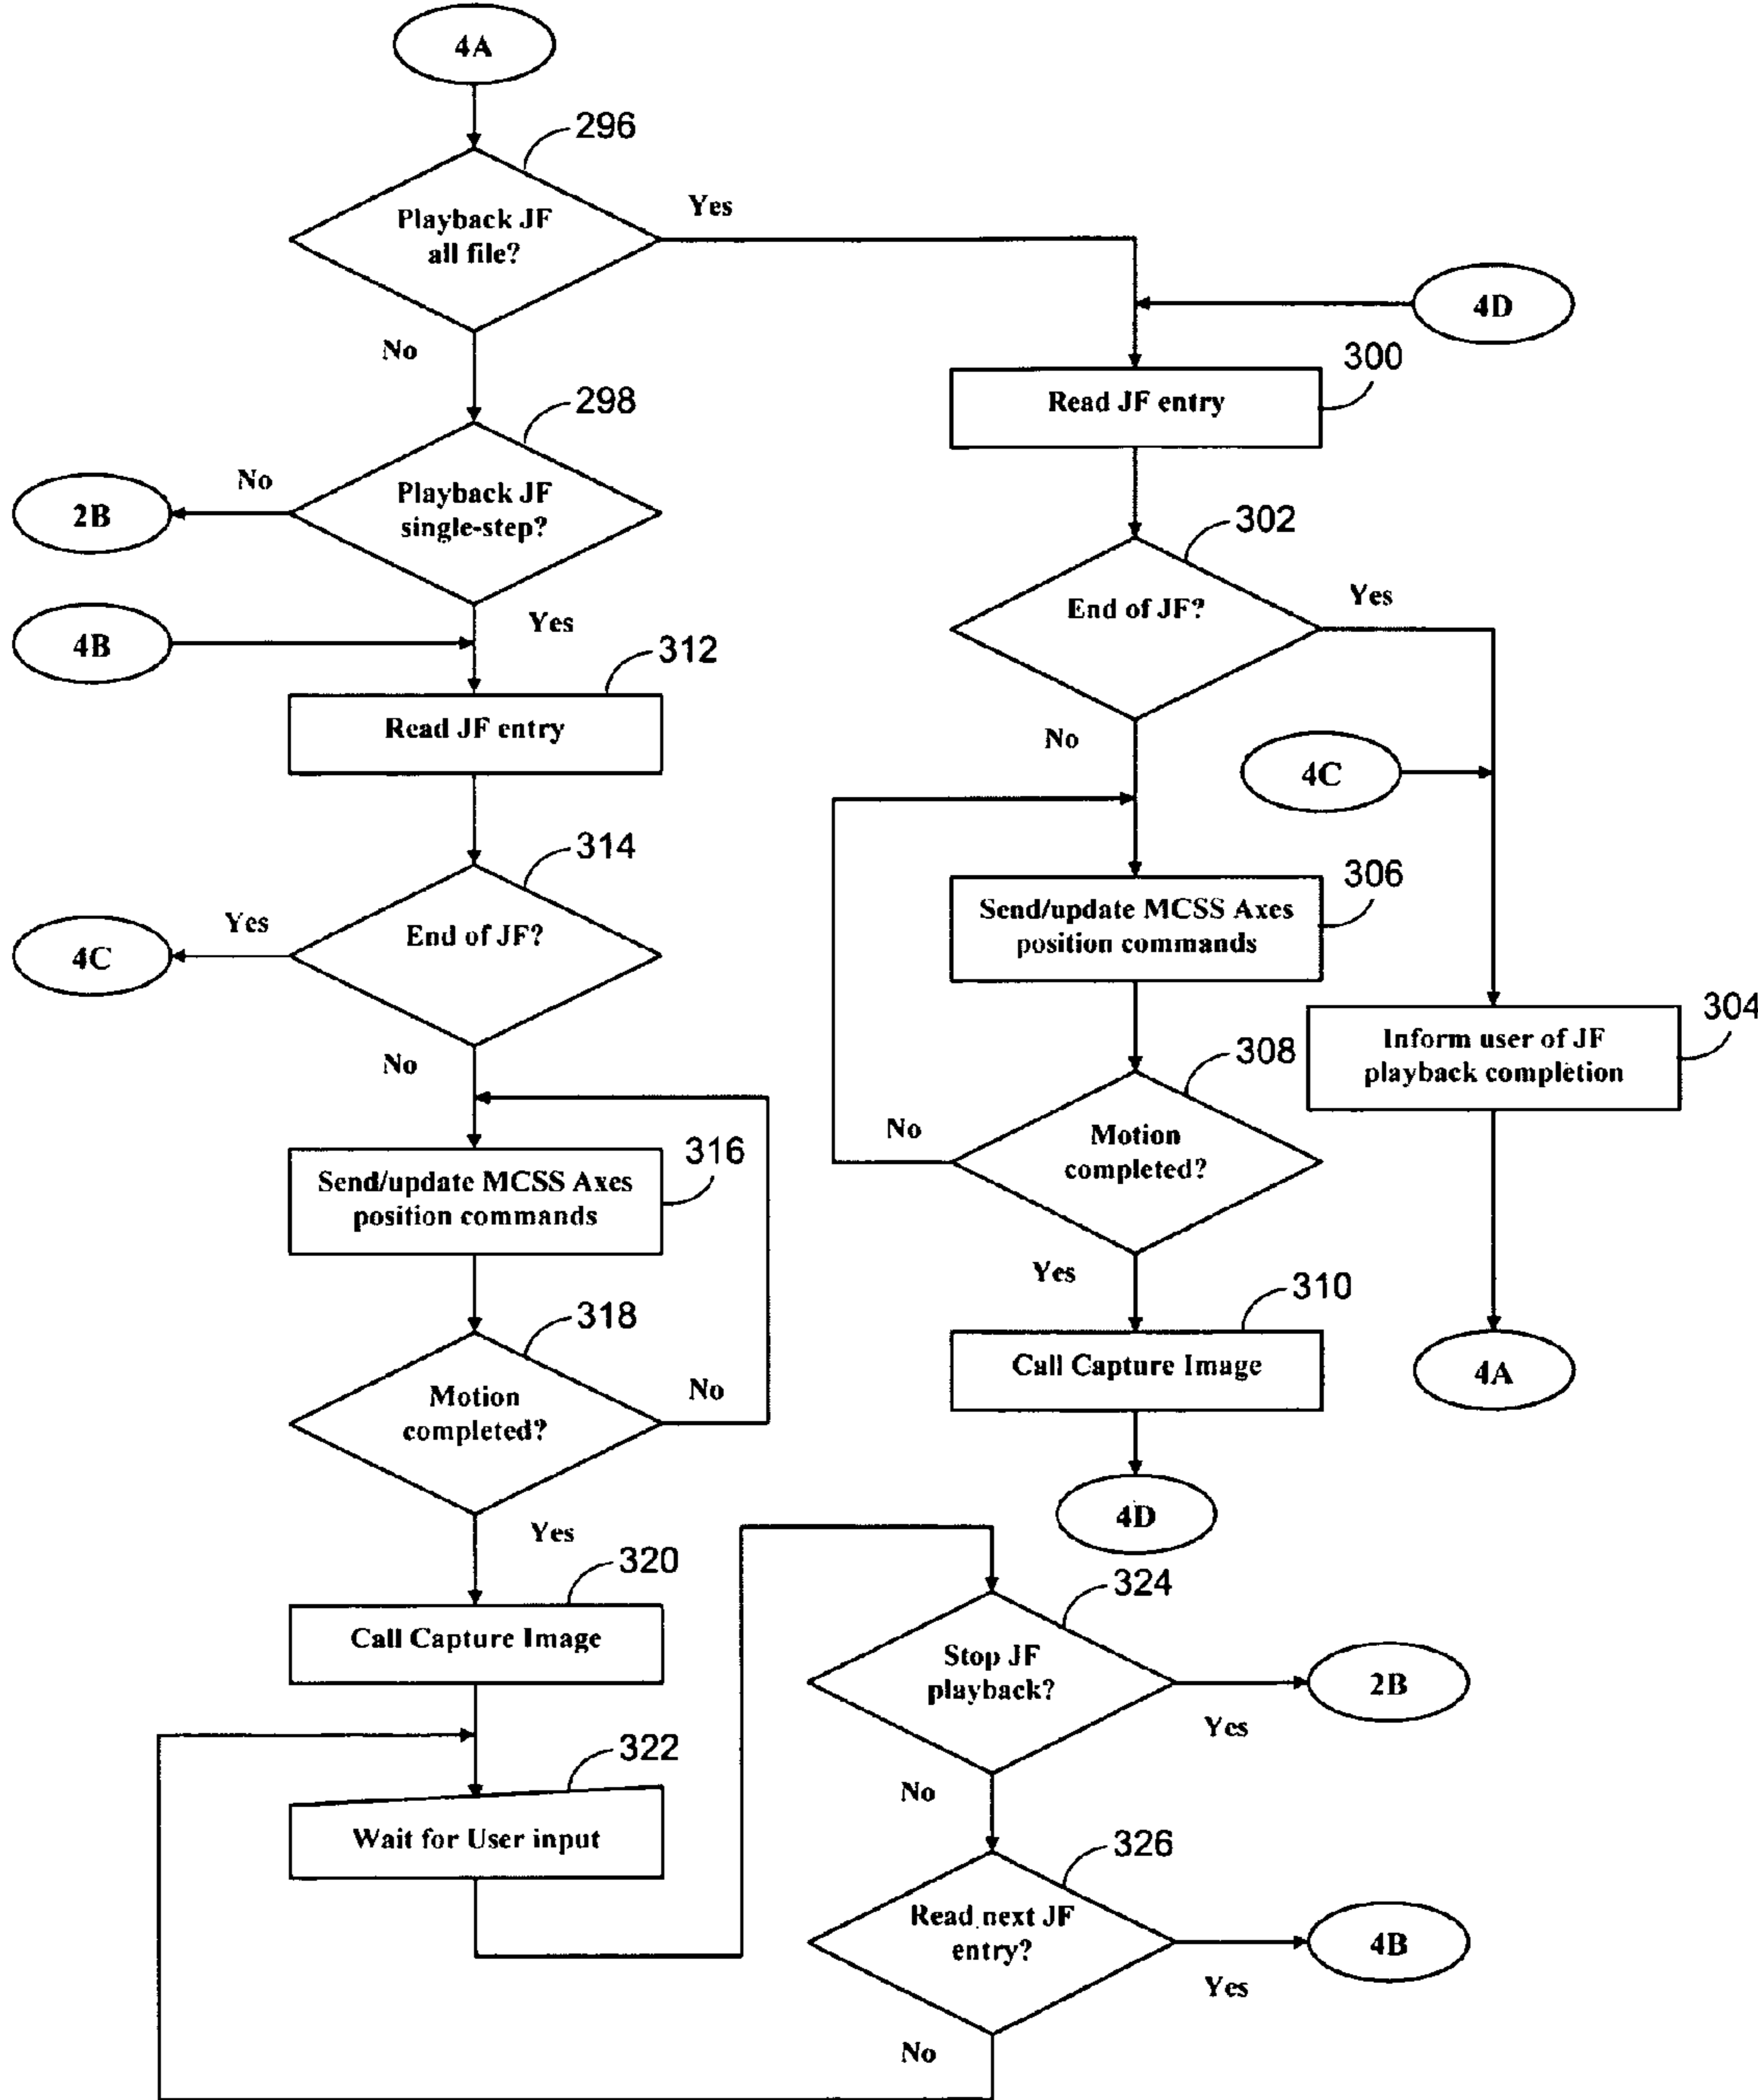 4A
296
Playback JF
all file?
Yes
No
4D
300
Read JF entry
298
Playback JF
single-step?
No
2B
Yes
4B
302
End of JF?
Yes
No
312
Read JF entry
4C
314
End of JF?
Yes
4C
No
306
Send/update MCSS Axes
position commands
304
Inform user of JF
playback completion
308
Motion
completed?
No
Yes
316
Send/update MCSS Axes
position commands
310
Call Capture Image
4A
318
Motion
completed?
No
Yes
4D
320
Call Capture Image
324
Stop JF
playback?
2B
Yes
No
322
Wait for User input
326
Read next JF
entry?
4B
Yes
No